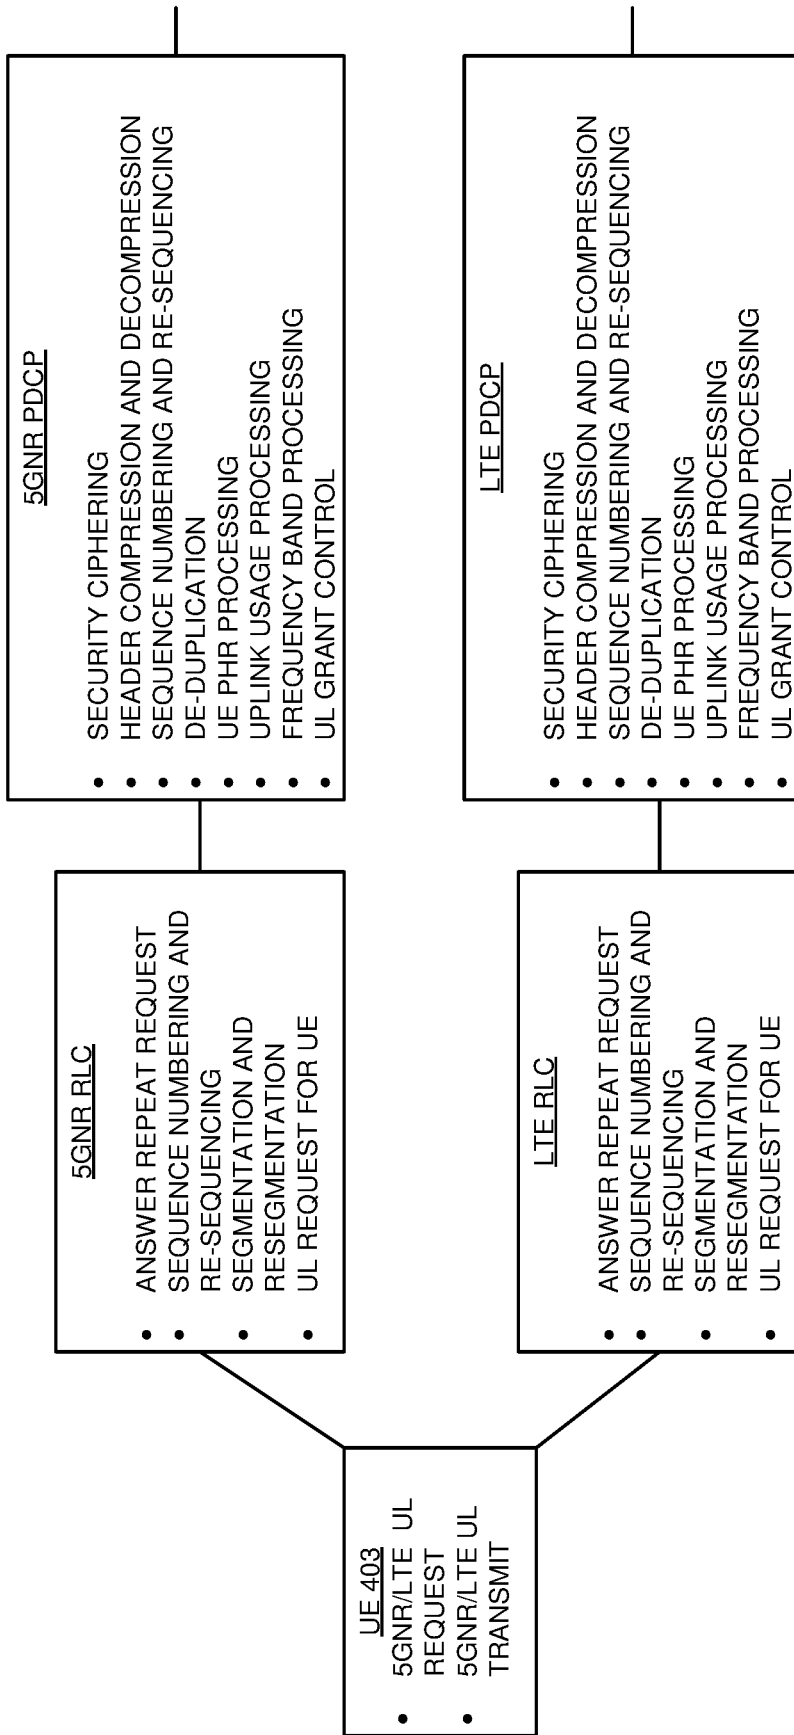 UE 403
• 5GNR/LTE UL
REQUEST
• 5GNR/LTE UL
TRANSMIT
5GNR RLC
• ANSWER REPEAT REQUEST
• SEQUENCE NUMBERING AND
RE-SEQUENCING
• SEGMENTATION AND
RESEGMENTATION
• UL REQUEST FOR UE
5GNR PDCP
• SECURITY CIPHERING
• HEADER COMPRESSION AND DECOMPRESSION
• SEQUENCE NUMBERING AND RE-SEQUENCING
• DE-DUPLICATION
• UE PHR PROCESSING
• UPLINK USAGE PROCESSING
• FREQUENCY BAND PROCESSING
• UL GRANT CONTROL
LTE RLC
• ANSWER REPEAT REQUEST
• SEQUENCE NUMBERING AND
RE-SEQUENCING
• SEGMENTATION AND
RESEGMENTATION
• UL REQUEST FOR UE
LTE PDCP
• SECURITY CIPHERING
• HEADER COMPRESSION AND DECOMPRESSION
• SEQUENCE NUMBERING AND RE-SEQUENCING
• DE-DUPLICATION
• UE PHR PROCESSING
• UPLINK USAGE PROCESSING
• FREQUENCY BAND PROCESSING
• UL GRANT CONTROL